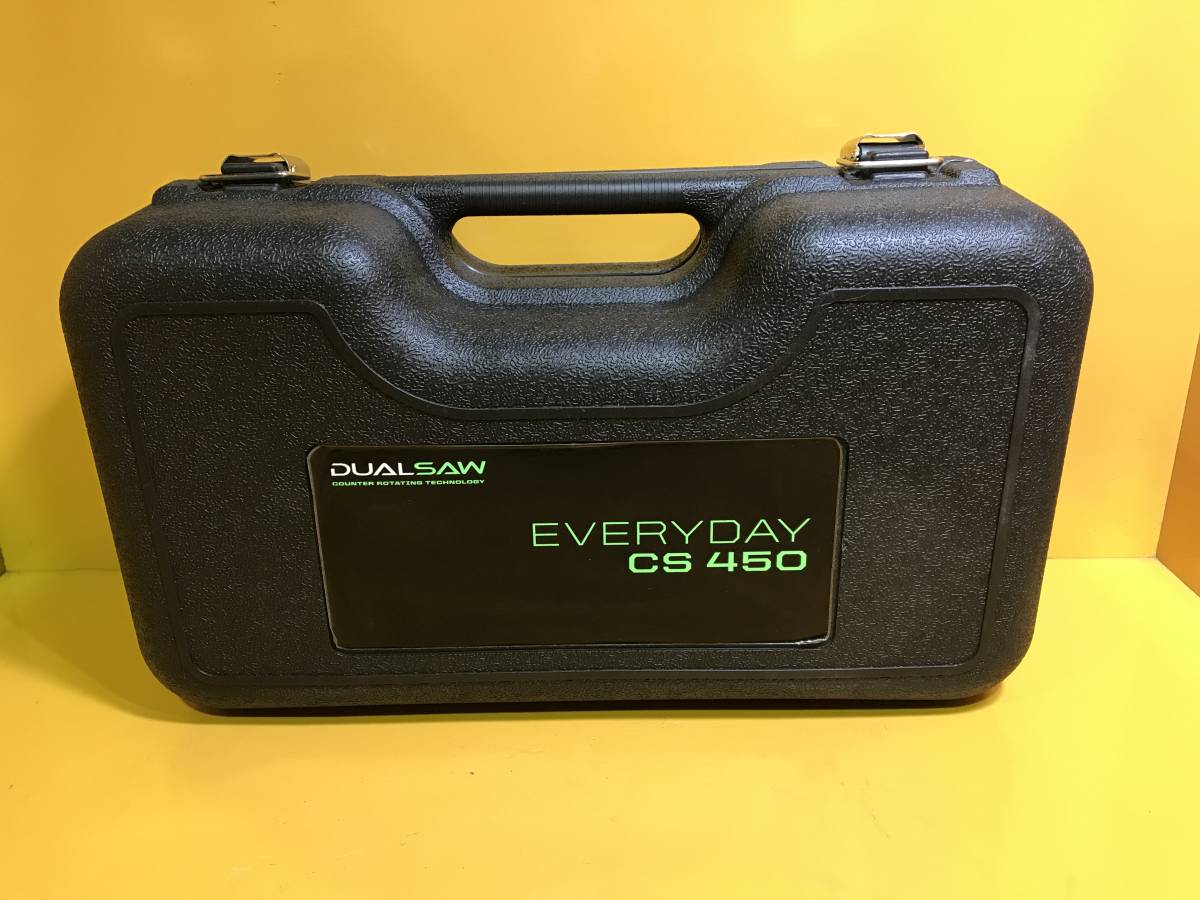 DUALSAW
COUNTER ROTATING TECHNOLOGY
EVERYDAY
CS 450